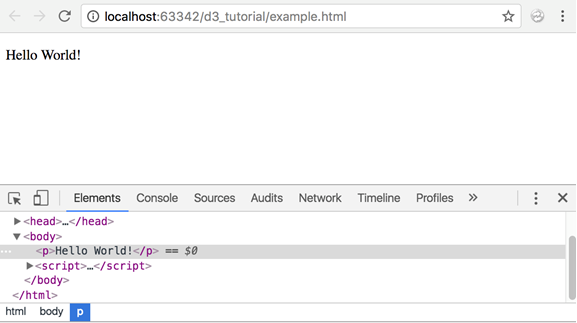 localhost:63342/d3_tutorial/example.html
Hello World!
Elements Console Sources Audits Network Timeline Profiles »
<head>…</head>
<body>
<p>Hello World!</p> == $0
<script>…</script>
</body>
</html>
html body p